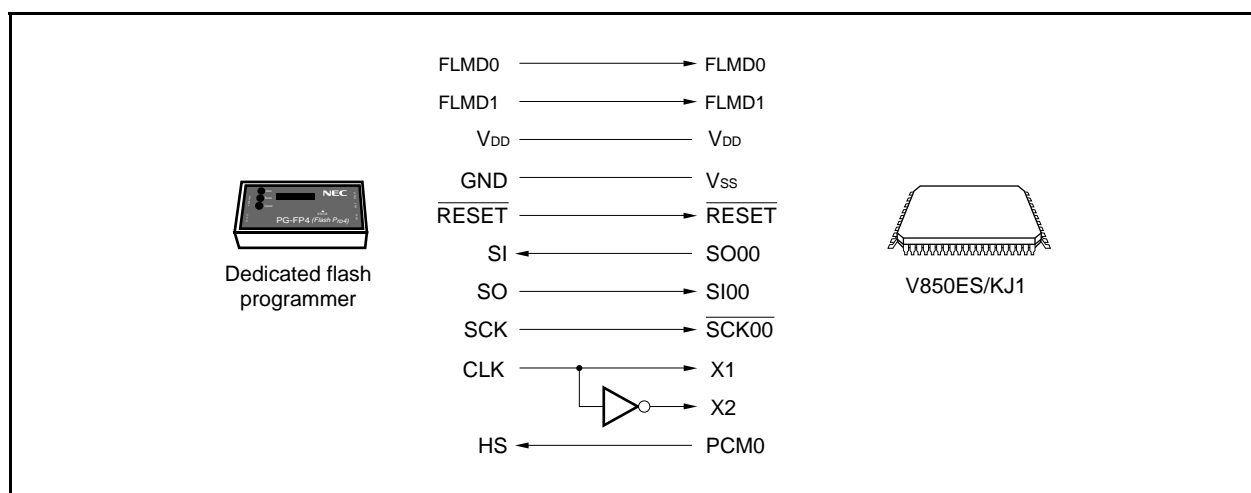 FLMD0 FLMD0
FLMD1 FLMD1
VDD VDD
GND VSS
RESET RESET
SI SO00
SO SI00
SCK SCK00
CLK X1
X2
HS PCM0
NEC
PG-FP4 (Flash Pro4)
Dedicated flash
programmer
V850ES/KJ1